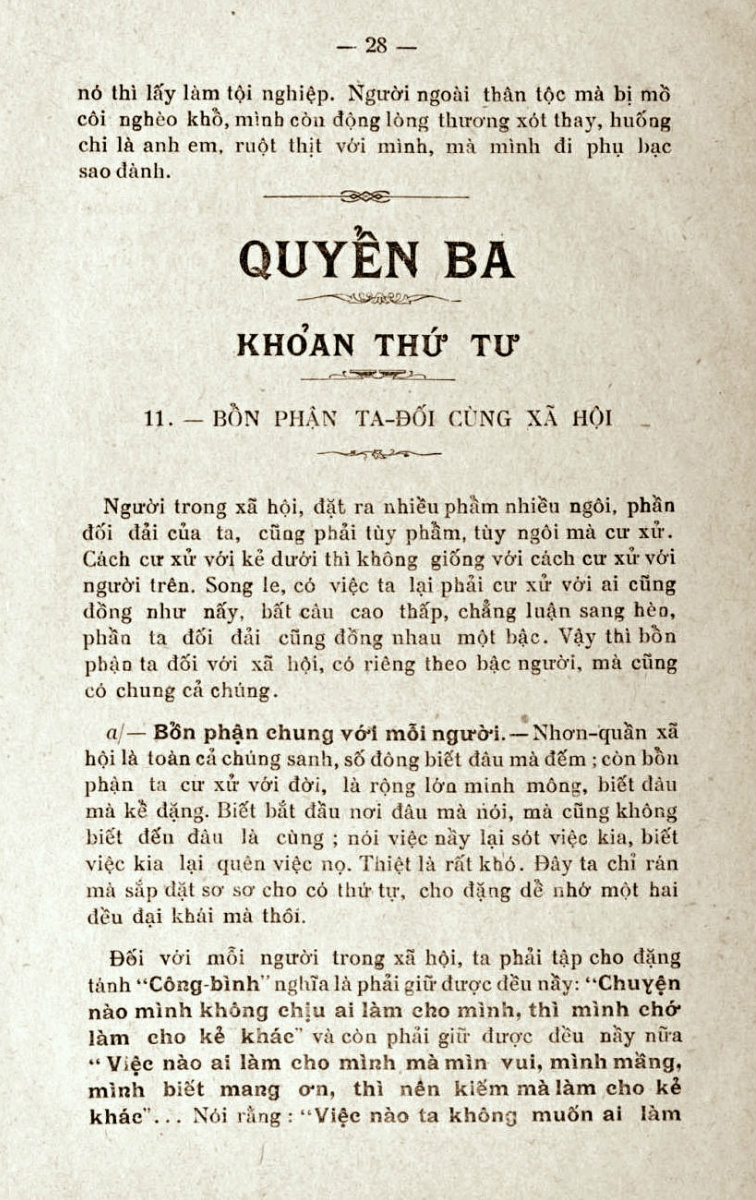 — 28 —
nó thì lấy làm tội nghiệp. Người ngoài thân tộc mà bị mồ
côi nghèo khổ, mình còn động lòng thương xót thay, huống
chi là anh em, ruột thịt với mình, mà mình đi phụ bạc
sao đành.
QUYỂN BA
KHOẢN THỨ TƯ
11. — BỒN PHẬN TA-ĐỐI CÙNG XÃ HỘI
Người trong xã hội, đặt ra nhiều phẩm nhiều ngôi, phần
đối đải của ta, cũng phải tùy phẩm, tùy ngôi mà cư xử.
Cách cư xử với kẻ dưới thì không giống với cách cư xử với
người trên. Song le, có việc ta lại phải cư xử với ai cũng
đồng như nấy, bất câu cao thấp, chẳng luận sang hèn,
phần ta đối đải cũng đồng nhau một bậc. Vậy thì bồn
phận ta đối với xã hội, có riêng theo bậc người, mà cũng
có chung cả chúng.
a/— Bổn phận chung với mỗi người. — Nhơn-quần xã
hội là toàn cả chúng sanh, số đông biết đâu mà đếm ; còn bồn
phận ta cư xử với đời, là rộng lớn minh mông, biết đâu
mà kể đặng. Biết bắt đầu nơi đâu mà nói, mà cũng không
biết đến đâu là cùng ; nói việc nầy lại sót việc kia, biết
việc kia lại quên việc nọ. Thiệt là rất khó. Đây ta chỉ rán
mà sắp đặt sơ sơ cho có thứ tự, cho đặng dễ nhớ một hai
đều đại khái mà thôi.
Đối với mỗi người trong xã hội, ta phải tập cho đặng
tánh "Công-bình" nghĩa là phải giữ được đều nầy: "Chuyện
nào mình không chịu ai làm cho mình, thì mình chớ
làm cho kẻ khác" và còn phải giữ được đều nầy nữa
" Việc nào ai làm cho mình mà mìn vui, mình mầng,
mình biết mang ơn, thì nên kiếm mà làm cho kẻ
khác"... Nói rằng : "Việc nào ta không muốn ai làm